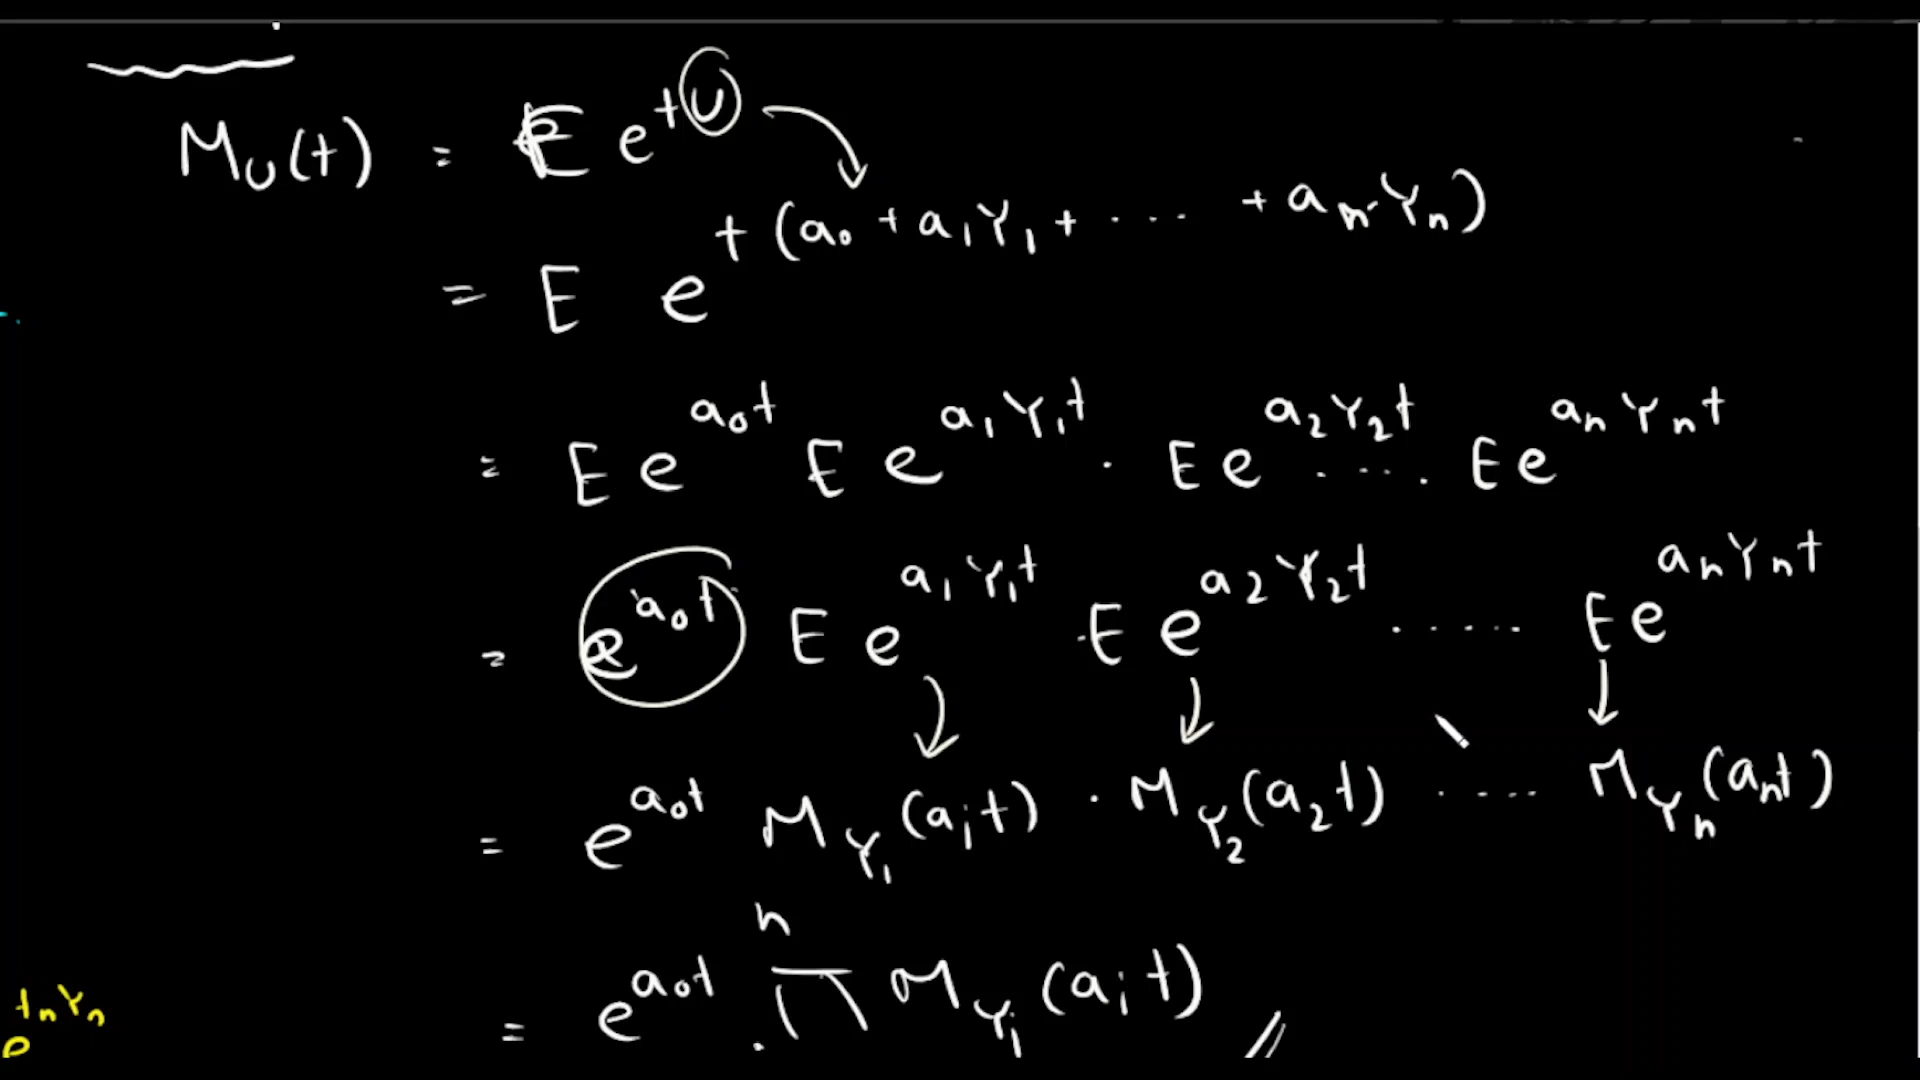 M_U(t) = E e^{tU}
= E e^{t(a_0 + a_1Y_1 + ... + a_nY_n)}
= E e^{a_0t} E e^{a_1Y_1t} · E e^{a_2Y_2t} ..... E e^{a_nY_nt}
= e^{a_0t} E e^{a_1Y_1t} · E e^{a_2Y_2t} ..... E e^{a_nY_nt}
= e^{a_0t} M_{Y_1}(a_1t) · M_{Y_2}(a_2t) ..... M_{Y_n}(a_nt)
= e^{a_0t} · ∏^n M_{Y_i}(a_it) //
e^{t_nY_n}